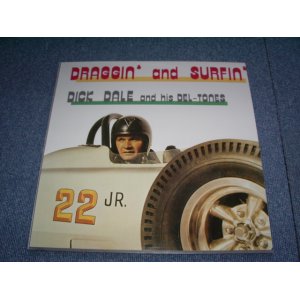 DRAGGIN' and SURFIN'
DICK DALE and his DEL-TONES
22 JR.